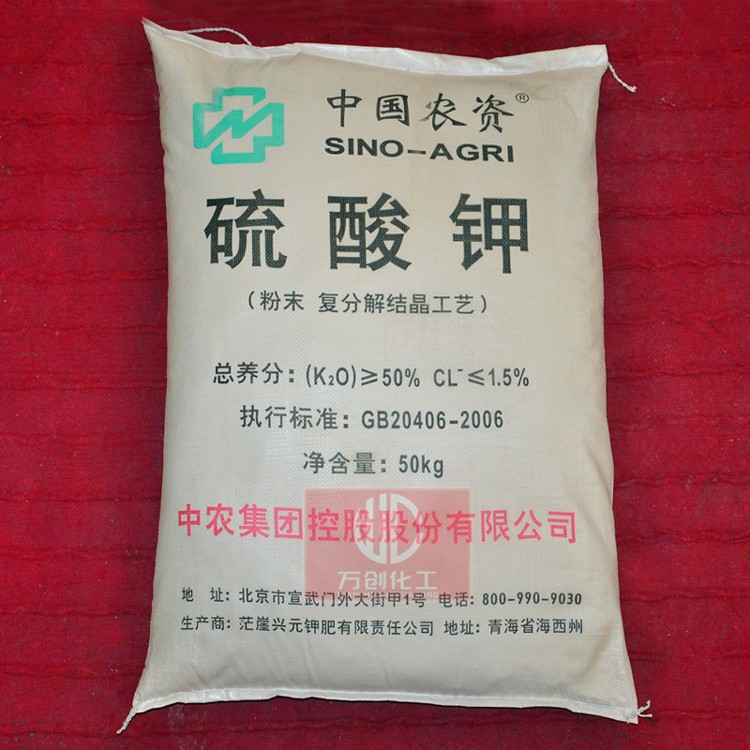 中国农资®
SINO-AGRI
硫酸钾
(粉末 复分解结晶工艺)
总养分:(K₂O)≥50% CL⁻≤1.5%
执行标准:GB20406-2006
净含量:50kg
中农集团控股股份有限公司
万创化工
地 址:北京市宣武门外大街甲1号 电话:800-990-9030
生产商:茫崖兴元钾肥有限责任公司 地址:青海省海西州